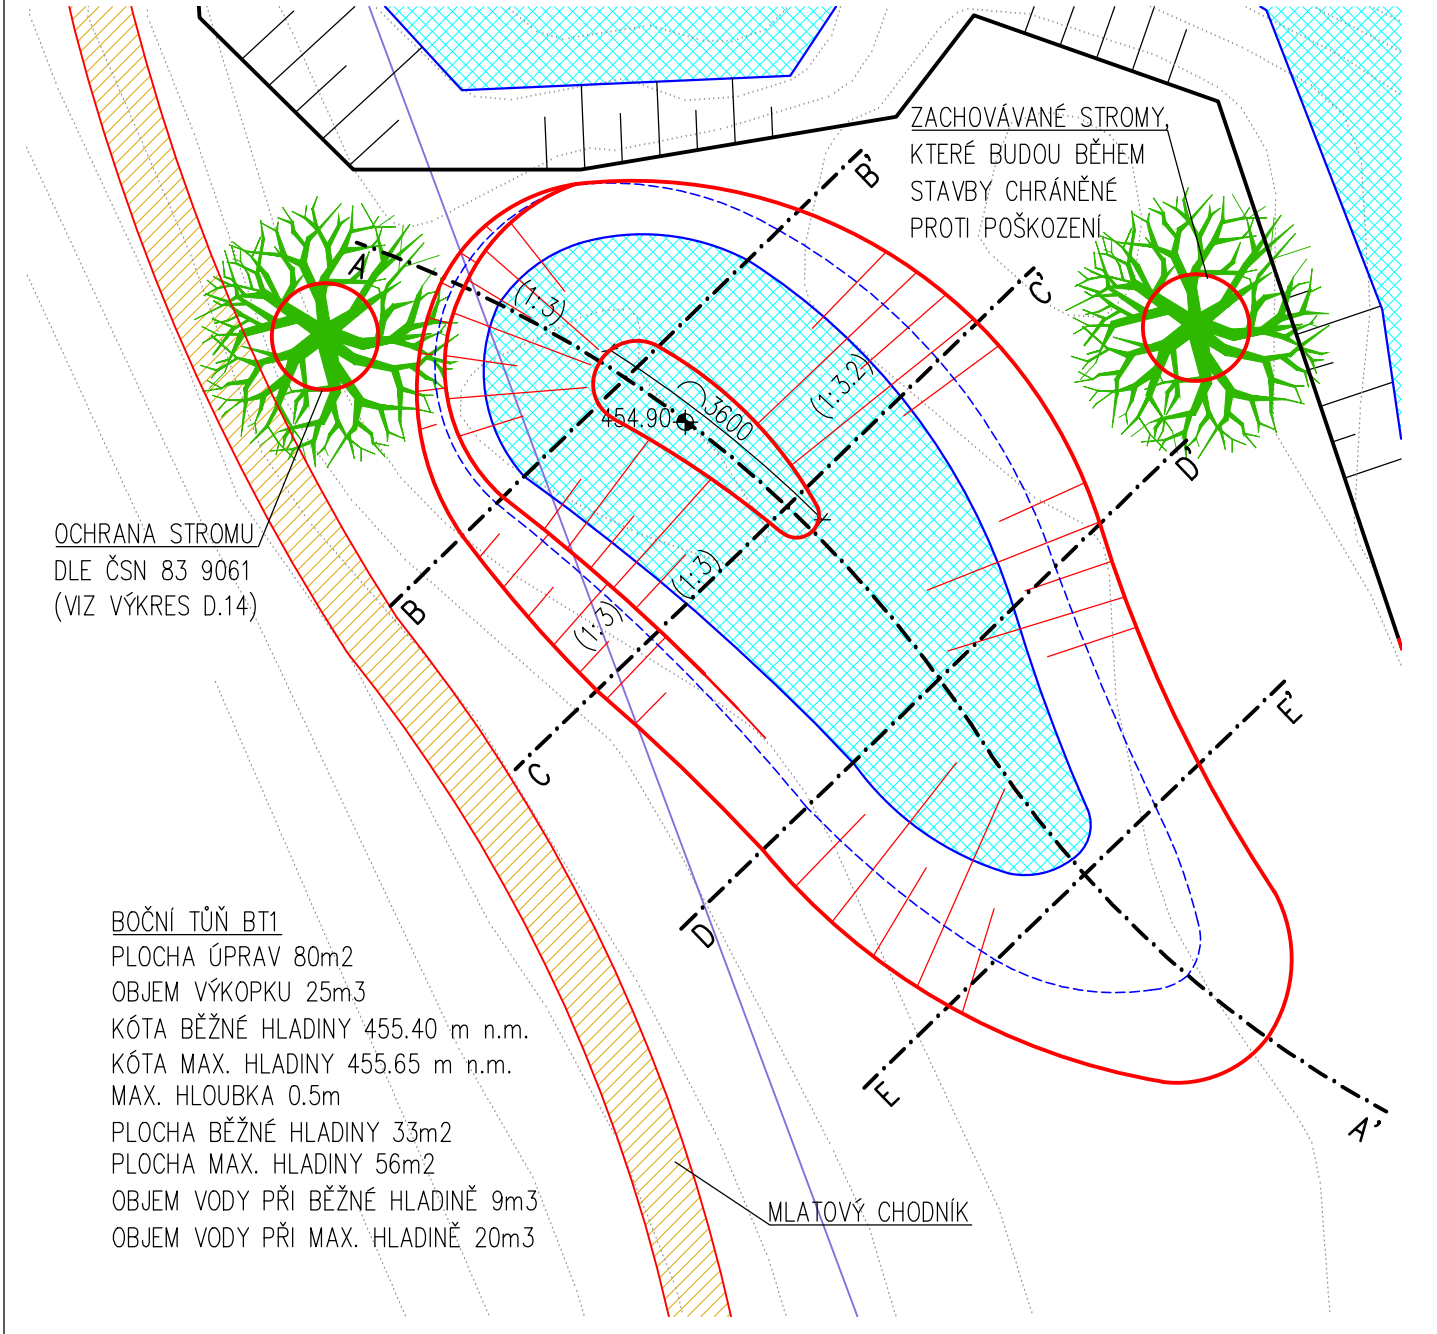 ZACHOVÁVANÉ STROMY,
KTERÉ BUDOU BĚHEM
STAVBY CHRÁNĚNÉ
PROTI POŠKOZENÍ
B'
A
C'
(1:3)
(1:3.2)
3600
454.90
D'
OCHRANA STROMU
DLE ČSN 83 9061
(VIZ VÝKRES D.14)
(1:3)
(1:3)
B
C
E'
D
E
A'
BOČNÍ TŮŇ BT1
PLOCHA ÚPRAV 80m2
OBJEM VÝKOPKU 25m3
KÓTA BĚŽNÉ HLADINY 455.40 m n.m.
KÓTA MAX. HLADINY 455.65 m n.m.
MAX. HLOUBKA 0.5m
PLOCHA BĚŽNÉ HLADINY 33m2
PLOCHA MAX. HLADINY 56m2
OBJEM VODY PŘI BĚŽNÉ HLADINĚ 9m3
OBJEM VODY PŘI MAX. HLADINĚ 20m3
MLATOVÝ CHODNÍK